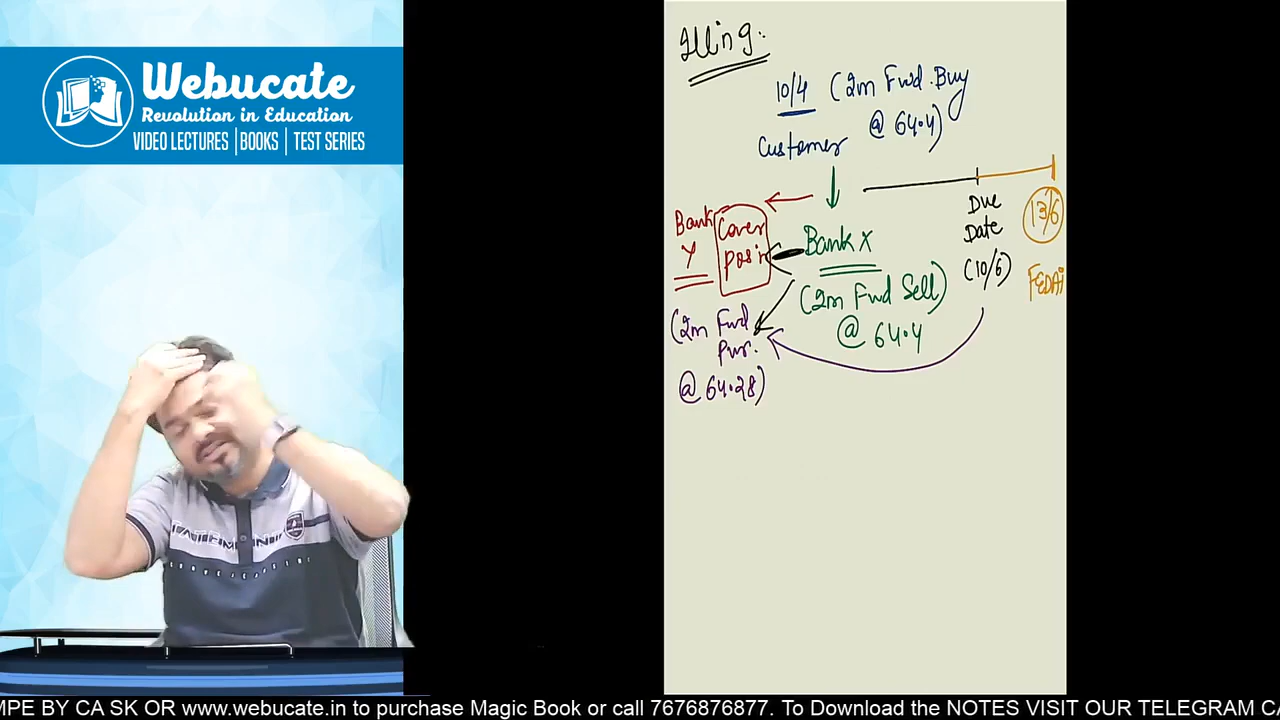 Webucate
Revolution in Education
VIDEO LECTURES | BOOKS | TEST SERIES
10/4 (2m Fwd. Buy
@ 64.4)
Customer
Bank Y
Cover posi
Bank X
Due
Date
(10/6)
13/6
FEDAI
(2m Fwd Sell)
@ 64.4
(2m Fwd
Pur.
@ 64.28)
MPE BY CA SK OR www.webucate.in to purchase Magic Book or call 7676876877. To Download the NOTES VISIT OUR TELEGRAM CA